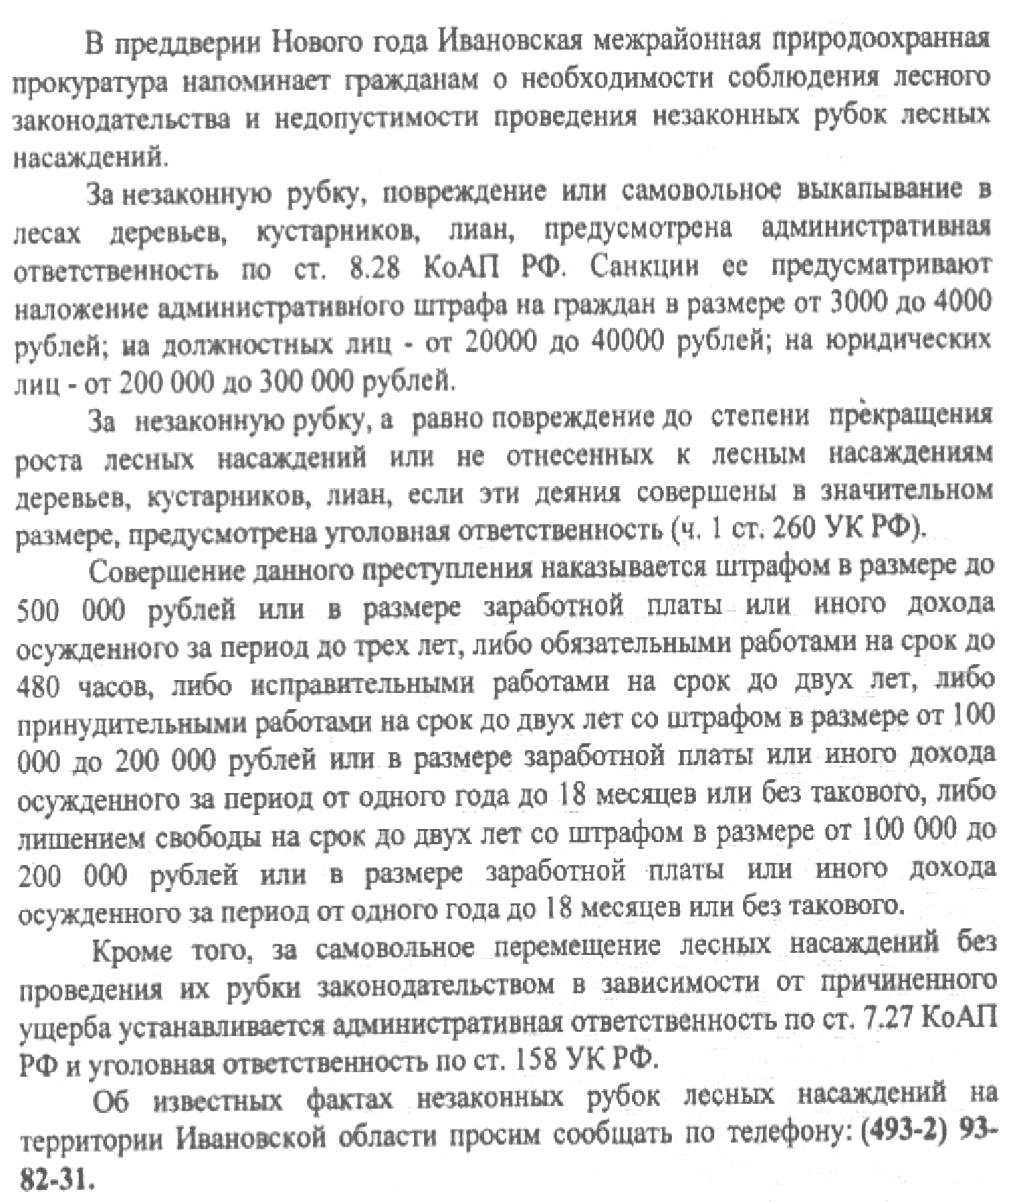 В преддверии Нового года Ивановская межрайонная природоохранная
прокуратура напоминает гражданам о необходимости соблюдения лесного
законодательства и недопустимости проведения незаконных рубок лесных
насаждений.
За незаконную рубку, повреждение или самовольное выкапывание в
лесах деревьев, кустарников, лиан, предусмотрена административная
ответственность по ст. 8.28 КоАП РФ. Санкции ее предусматривают
наложение административного штрафа на граждан в размере от 3000 до 4000
рублей; на должностных лиц - от 20000 до 40000 рублей; на юридических
лиц - от 200 000 до 300 000 рублей.
За незаконную рубку, а равно повреждение до степени прекращения
роста лесных насаждений или не отнесенных к лесным насаждениям
деревьев, кустарников, лиан, если эти деяния совершены в значительном
размере, предусмотрена уголовная ответственность (ч. 1 ст. 260 УК РФ).
Совершение данного преступления наказывается штрафом в размере до
500 000 рублей или в размере заработной платы или иного дохода
осужденного за период до трех лет, либо обязательными работами на срок до
480 часов, либо исправительными работами на срок до двух лет, либо
принудительными работами на срок до двух лет со штрафом в размере от 100
000 до 200 000 рублей или в размере заработной платы или иного дохода
осужденного за период от одного года до 18 месяцев или без такового, либо
лишением свободы на срок до двух лет со штрафом в размере от 100 000 до
200 000 рублей или в размере заработной платы или иного дохода
осужденного за период от одного года до 18 месяцев или без такового.
Кроме того, за самовольное перемещение лесных насаждений без
проведения их рубки законодательством в зависимости от причиненного
ущерба устанавливается административная ответственность по ст. 7.27 КоАП
РФ и уголовная ответственность по ст. 158 УК РФ.
Об известных фактах незаконных рубок лесных насаждений на
территории Ивановской области просим сообщать по телефону: (493-2) 93-
82-31.